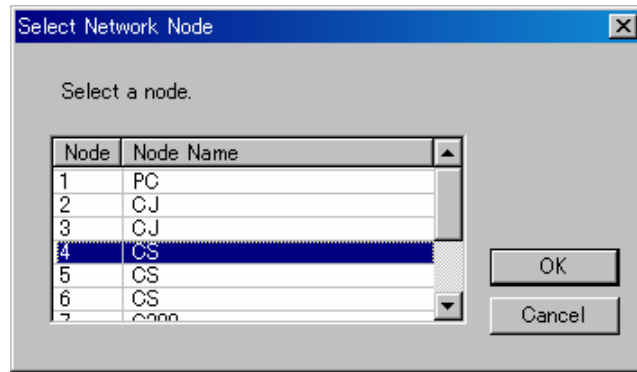 Select Network Node
Select a node.
Node Node Name
1 PC
2 CJ
3 CJ
4 CS
5 CS
6 CS
OK
Cancel